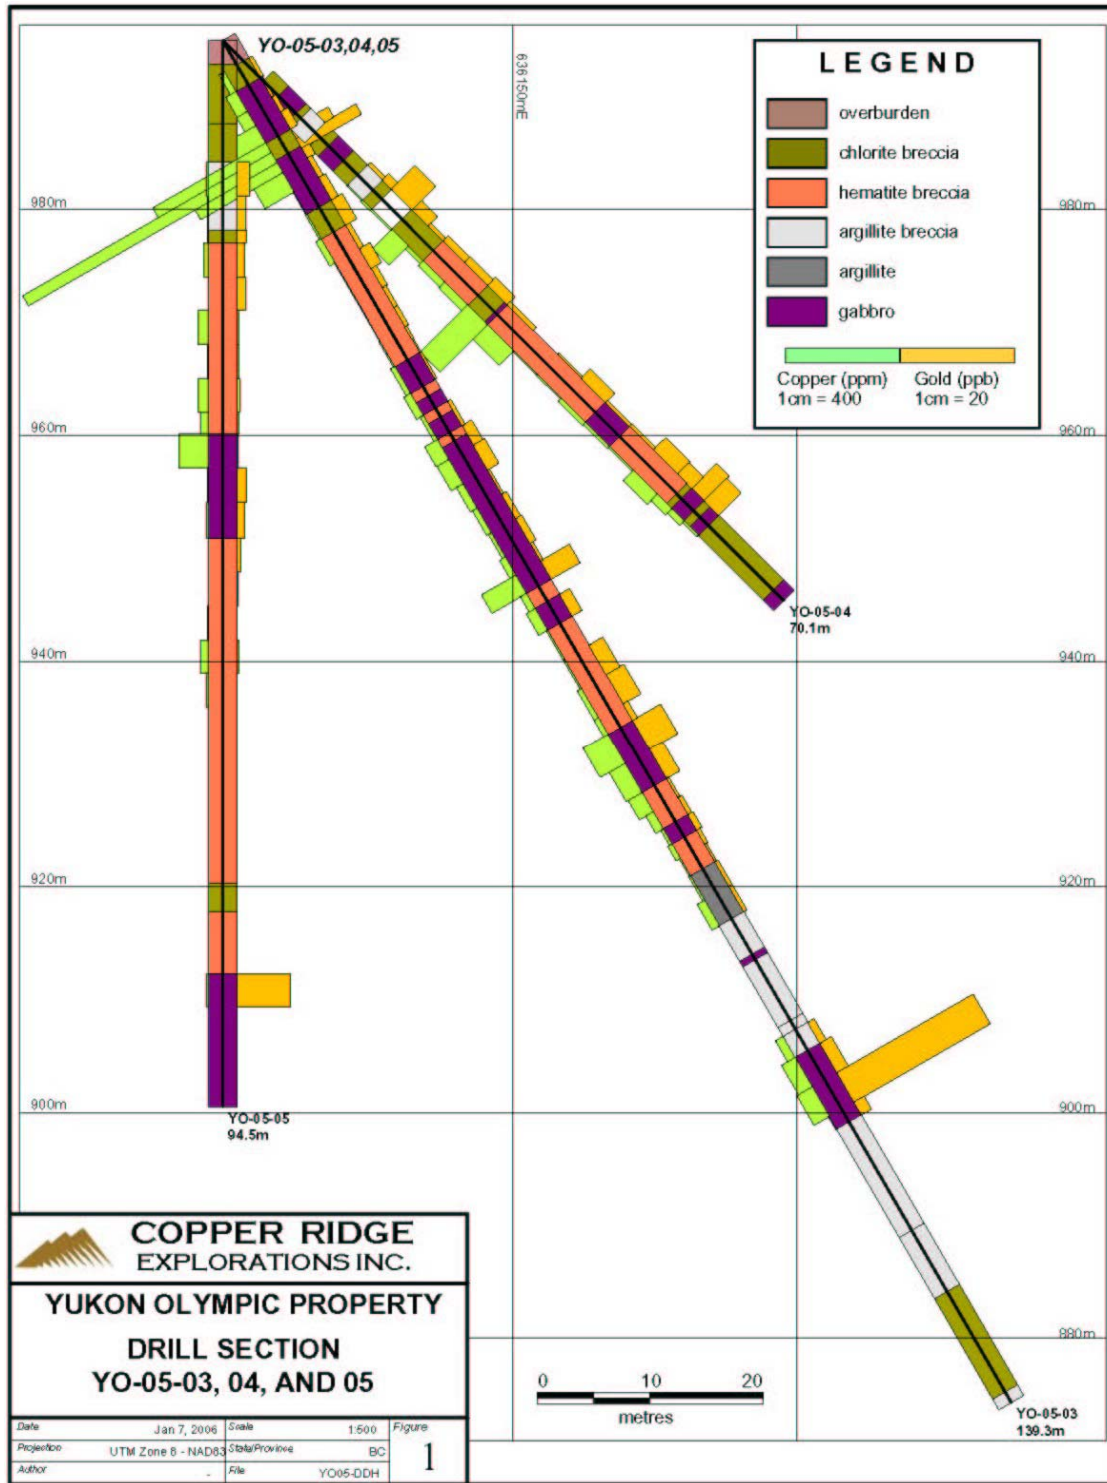 YO-05-03,04,05
636150mE
LEGEND
overburden
chlorite breccia
hematite breccia
argillite breccia
argillite
gabbro
Copper (ppm)
1cm = 400
Gold (ppb)
1cm = 20
980m
980m
960m
960m
YO-05-04
70.1m
940m
940m
920m
920m
900m
900m
YO-05-05
94.5m
880m
0 10 20
metres
YO-05-03
139.3m
COPPER RIDGE
EXPLORATIONS INC.
YUKON OLYMPIC PROPERTY
DRILL SECTION
YO-05-03, 04, AND 05
Date Jan 7, 2006 Scale 1:500 Figure
Projection UTM Zone 8 - NAD83 State/Province BC 1
Author - File YO05-DDH